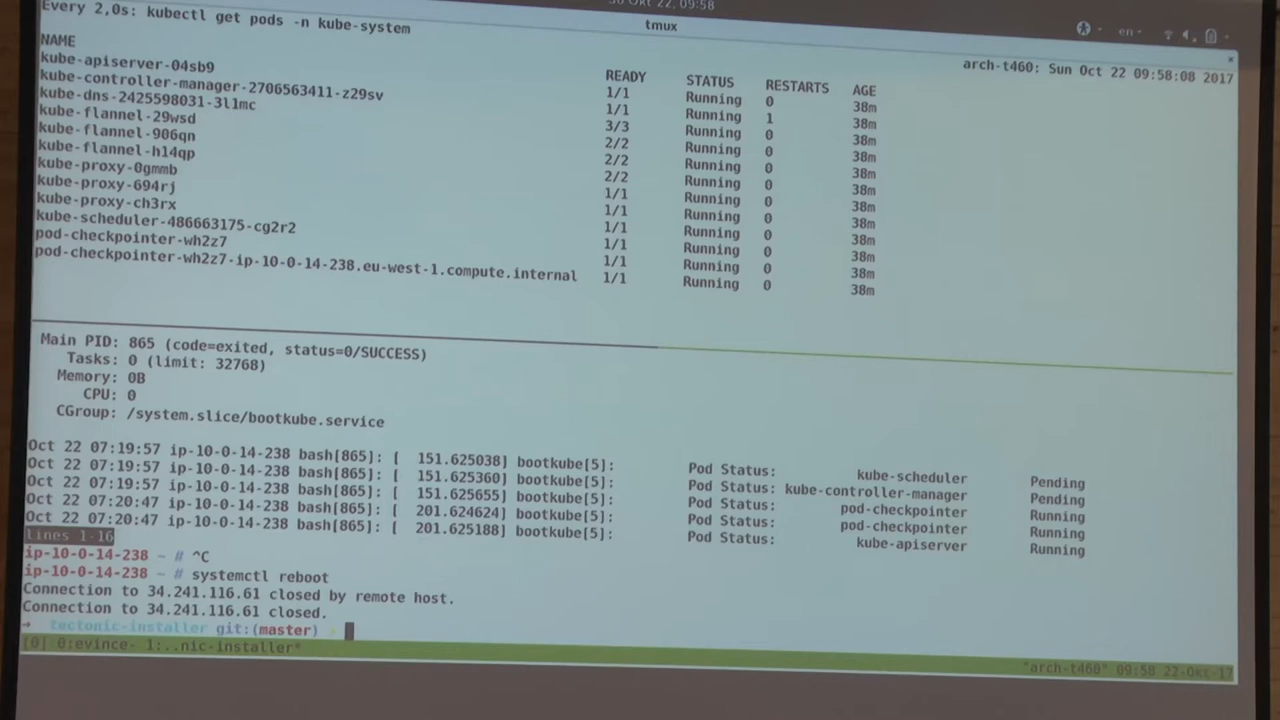 22, 09:58
Every 2,0s: kubectl get pods -n kube-system
tmux
en
arch-t460: Sun Oct 22 09:58:08 2017
NAME READY STATUS RESTARTS AGE
kube-apiserver-04sb9 1/1 Running 0 38m
kube-controller-manager-2706563411-z29sv 1/1 Running 1 38m
kube-dns-2425598031-3l1mc 3/3 Running 0 38m
kube-flannel-29wsd 2/2 Running 0 38m
kube-flannel-906qn 2/2 Running 0 38m
kube-flannel-h14qp 2/2 Running 0 38m
kube-proxy-0gmmb 1/1 Running 0 38m
kube-proxy-694rj 1/1 Running 0 38m
kube-proxy-ch3rx 1/1 Running 0 38m
kube-scheduler-486663175-cg2r2 1/1 Running 0 38m
pod-checkpointer-wh2z7 1/1 Running 0 38m
pod-checkpointer-wh2z7-ip-10-0-14-238.eu-west-1.compute.internal 1/1 Running 0 38m
Main PID: 865 (code=exited, status=0/SUCCESS)
Tasks: 0 (limit: 32768)
Memory: 0B
CPU: 0
CGroup: /system.slice/bootkube.service
Oct 22 07:19:57 ip-10-0-14-238 bash[865]: [ 151.625038] bootkube[5]: Pod Status: kube-scheduler Pending
Oct 22 07:19:57 ip-10-0-14-238 bash[865]: [ 151.625360] bootkube[5]: Pod Status: kube-controller-manager Pending
Oct 22 07:19:57 ip-10-0-14-238 bash[865]: [ 151.625655] bootkube[5]: Pod Status: pod-checkpointer Running
Oct 22 07:20:47 ip-10-0-14-238 bash[865]: [ 201.624624] bootkube[5]: Pod Status: pod-checkpointer Running
Oct 22 07:20:47 ip-10-0-14-238 bash[865]: [ 201.625188] bootkube[5]: Pod Status: kube-apiserver Running
lines 1-16
ip-10-0-14-238 ~ # ^C
ip-10-0-14-238 ~ # systemctl reboot
Connection to 34.241.116.61 closed by remote host.
Connection to 34.241.116.61 closed.
→ tectonic-installer git:(master)
[0] 0:evince- 1:..nic-installer* "arch-t460" 09:58 22-Okt-17